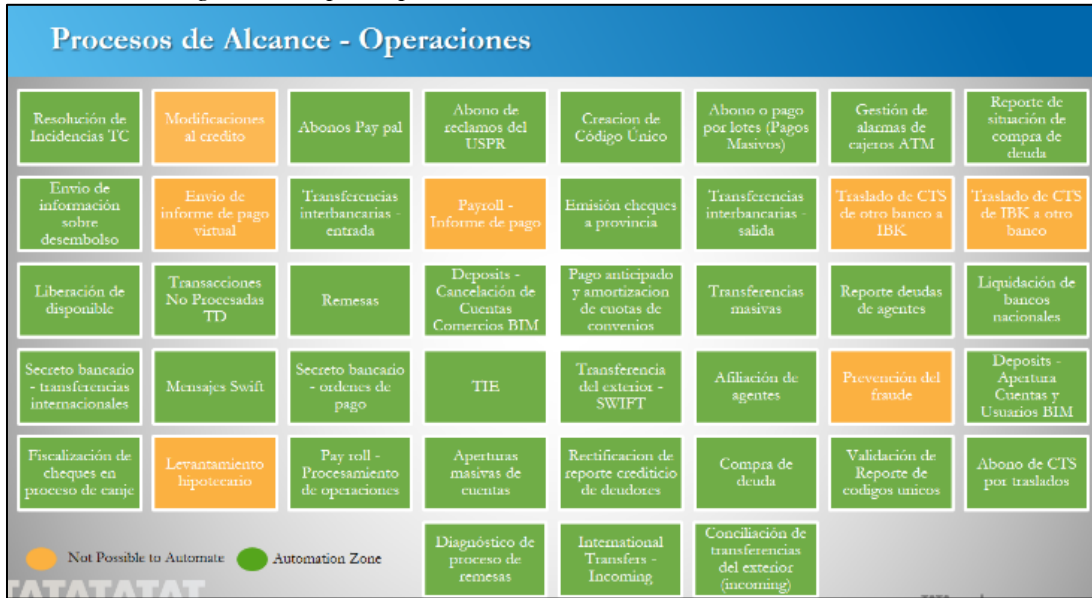 Procesos de Alcance - Operaciones
Resolución de
Incidencias TC
Modificaciones
al credito
Abonos Pay pal
Abono de
reclamos del
USPR
Creacion de
Código Único
Abono o pago
por lotes (Pagos
Masivos)
Gestión de
alarmas de
cajeros ATM
Reporte de
situación de
compra de
deuda
Envio de
información
sobre
desembolso
Envio de
informe de pago
virtual
Transferencias
interbancarias -
entrada
Payroll -
Informe de pago
Emisión cheques
a provincia
Transferencias
interbancarias -
salida
Traslado de CTS
de otro banco a
IBK
Traslado de CTS
de IBK a otro
banco
Liberación de
disponible
Transacciones
No Procesadas
TD
Remesas
Deposits -
Cancelación de
Cuentas
Comercios BIM
Pago anticipado
y amortizacion
de cuotas de
convenios
Transferencias
masivas
Reporte deudas
de agentes
Liquidación de
bancos
nacionales
Secreto bancario
- transferencias
internacionales
Mensajes Swift
Secreto bancario
- ordenes de
pago
TIE
Transferencia
del exterior -
SWIFT
Afiliación de
agentes
Prevención del
fraude
Deposits -
Apertura
Cuentas y
Usuarios BIM
Fiscalización de
cheques en
proceso de canje
Levantamiento
hipotecario
Pay roll -
Procesamiento
de operaciones
Aperturas
masivas de
cuentas
Rectificacion de
reporte crediticio
de deudores
Compra de
deuda
Validación de
Reporte de
codigos unicos
Abono de CTS
por traslados
Diagnóstico de
proceso de
remesas
International
Transfers -
Incoming
Conciliación de
transferencias
del exterior
(incoming)
Not Possible to Automate
Automation Zone
TATATATAT